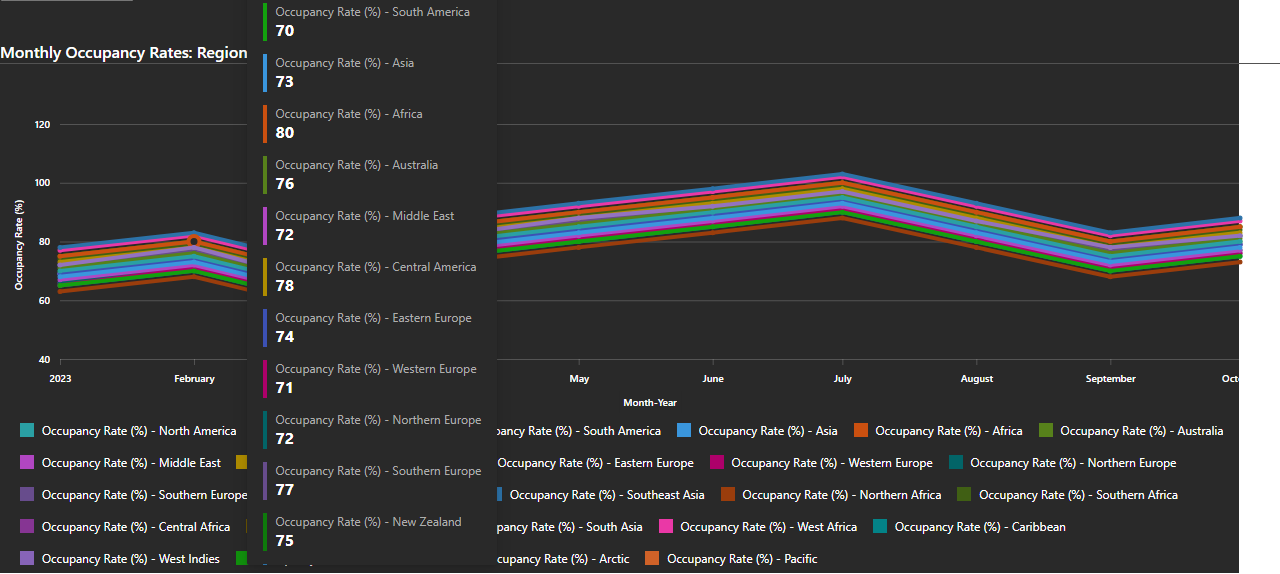 Occupancy Rate (%) - South America
70
Monthly Occupancy Rates: Region
Occupancy Rate (%) - Asia
73
Occupancy Rate (%) - Africa
80
Occupancy Rate (%) - Australia
76
Occupancy Rate (%) - Middle East
72
Occupancy Rate (%) - Central America
78
Occupancy Rate (%) - Eastern Europe
74
Occupancy Rate (%) - Western Europe
71
Occupancy Rate (%) - Northern Europe
72
Occupancy Rate (%) - Southern Europe
77
Occupancy Rate (%) - New Zealand
75
120
100
80
60
40
Occupancy Rate (%)
2023 February May June July August September Octo
Month-Year
Occupancy Rate (%) - North America pancy Rate (%) - South America Occupancy Rate (%) - Asia Occupancy Rate (%) - Africa Occupancy Rate (%) - Australia
Occupancy Rate (%) - Middle East Occupancy Rate (%) - Eastern Europe Occupancy Rate (%) - Western Europe Occupancy Rate (%) - Northern Europe
Occupancy Rate (%) - Southern Europe Occupancy Rate (%) - Southeast Asia Occupancy Rate (%) - Northern Africa Occupancy Rate (%) - Southern Africa
Occupancy Rate (%) - Central Africa pancy Rate (%) - South Asia Occupancy Rate (%) - West Africa Occupancy Rate (%) - Caribbean
Occupancy Rate (%) - West Indies cupancy Rate (%) - Arctic Occupancy Rate (%) - Pacific